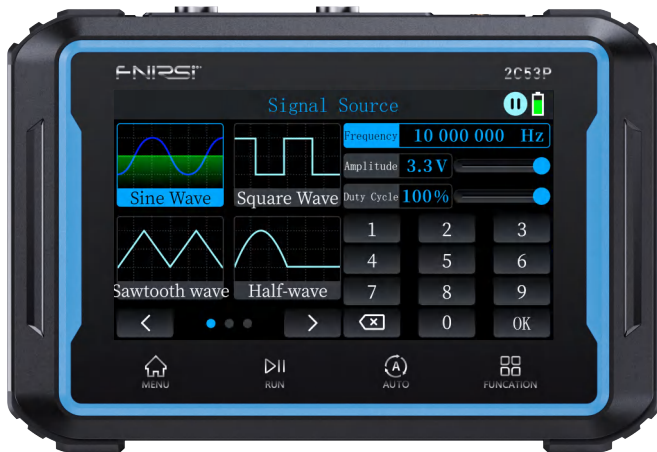 FNIRSI
2C53P
Signal Source
Frequency 10 000 000 Hz
Amplitude 3.3V
Duty Cycle 100%
Sine Wave
Square Wave
Sawtooth wave
Half-wave
1 2 3
4 5 6
7 8 9
0 OK
MENU
RUN
A
AUTO
FUNCATION